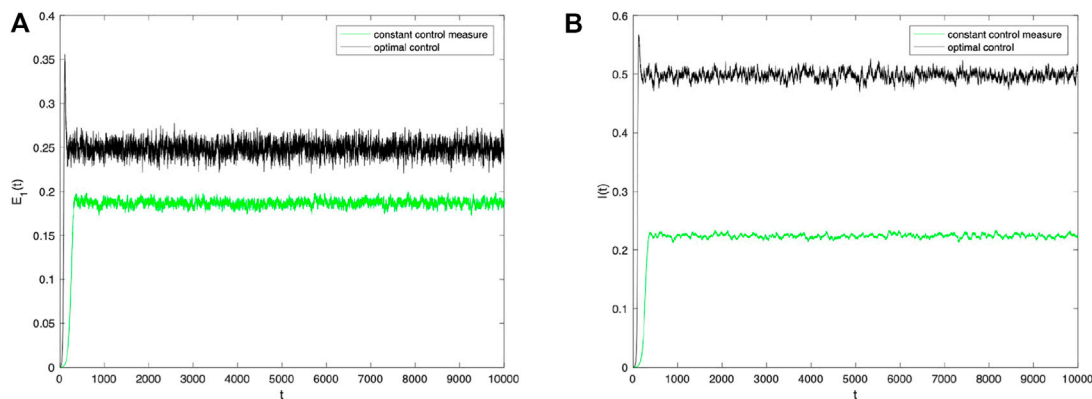 A
0.4
0.35
0.3
0.25
0.2
0.15
0.1
0.05
0
E1(t)
constant control measure
optimal control
0 1000 2000 3000 4000 5000 6000 7000 8000 9000 10000
t
B
0.6
0.5
0.4
0.3
0.2
0.1
0
I(t)
constant control measure
optimal control
0 1000 2000 3000 4000 5000 6000 7000 8000 9000 10000
t